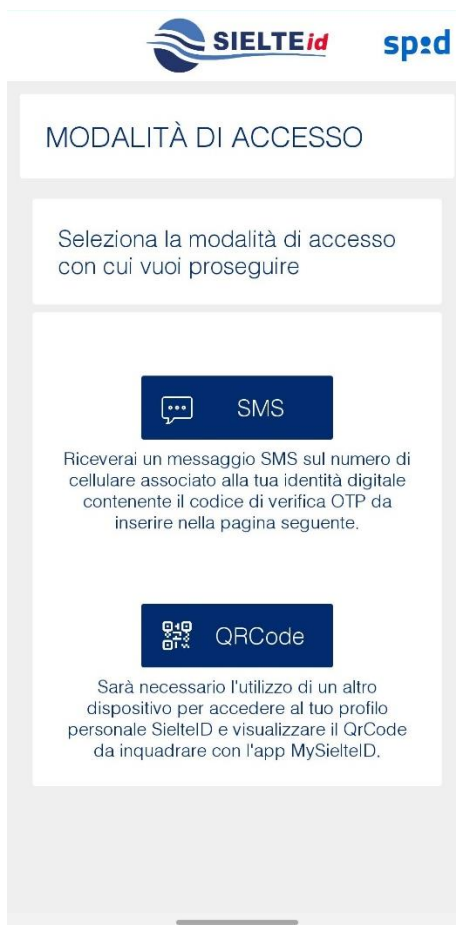 SIELTEid
spid
MODALITÀ DI ACCESSO
Seleziona la modalità di accesso
con cui vuoi proseguire
SMS
Riceverai un messaggio SMS sul numero di
cellulare associato alla tua identità digitale
contenente il codice di verifica OTP da
inserire nella pagina seguente.
QRCode
Sarà necessario l'utilizzo di un altro
dispositivo per accedere al tuo profilo
personale SielteID e visualizzare il QrCode
da inquadrare con l'app MySielteID.